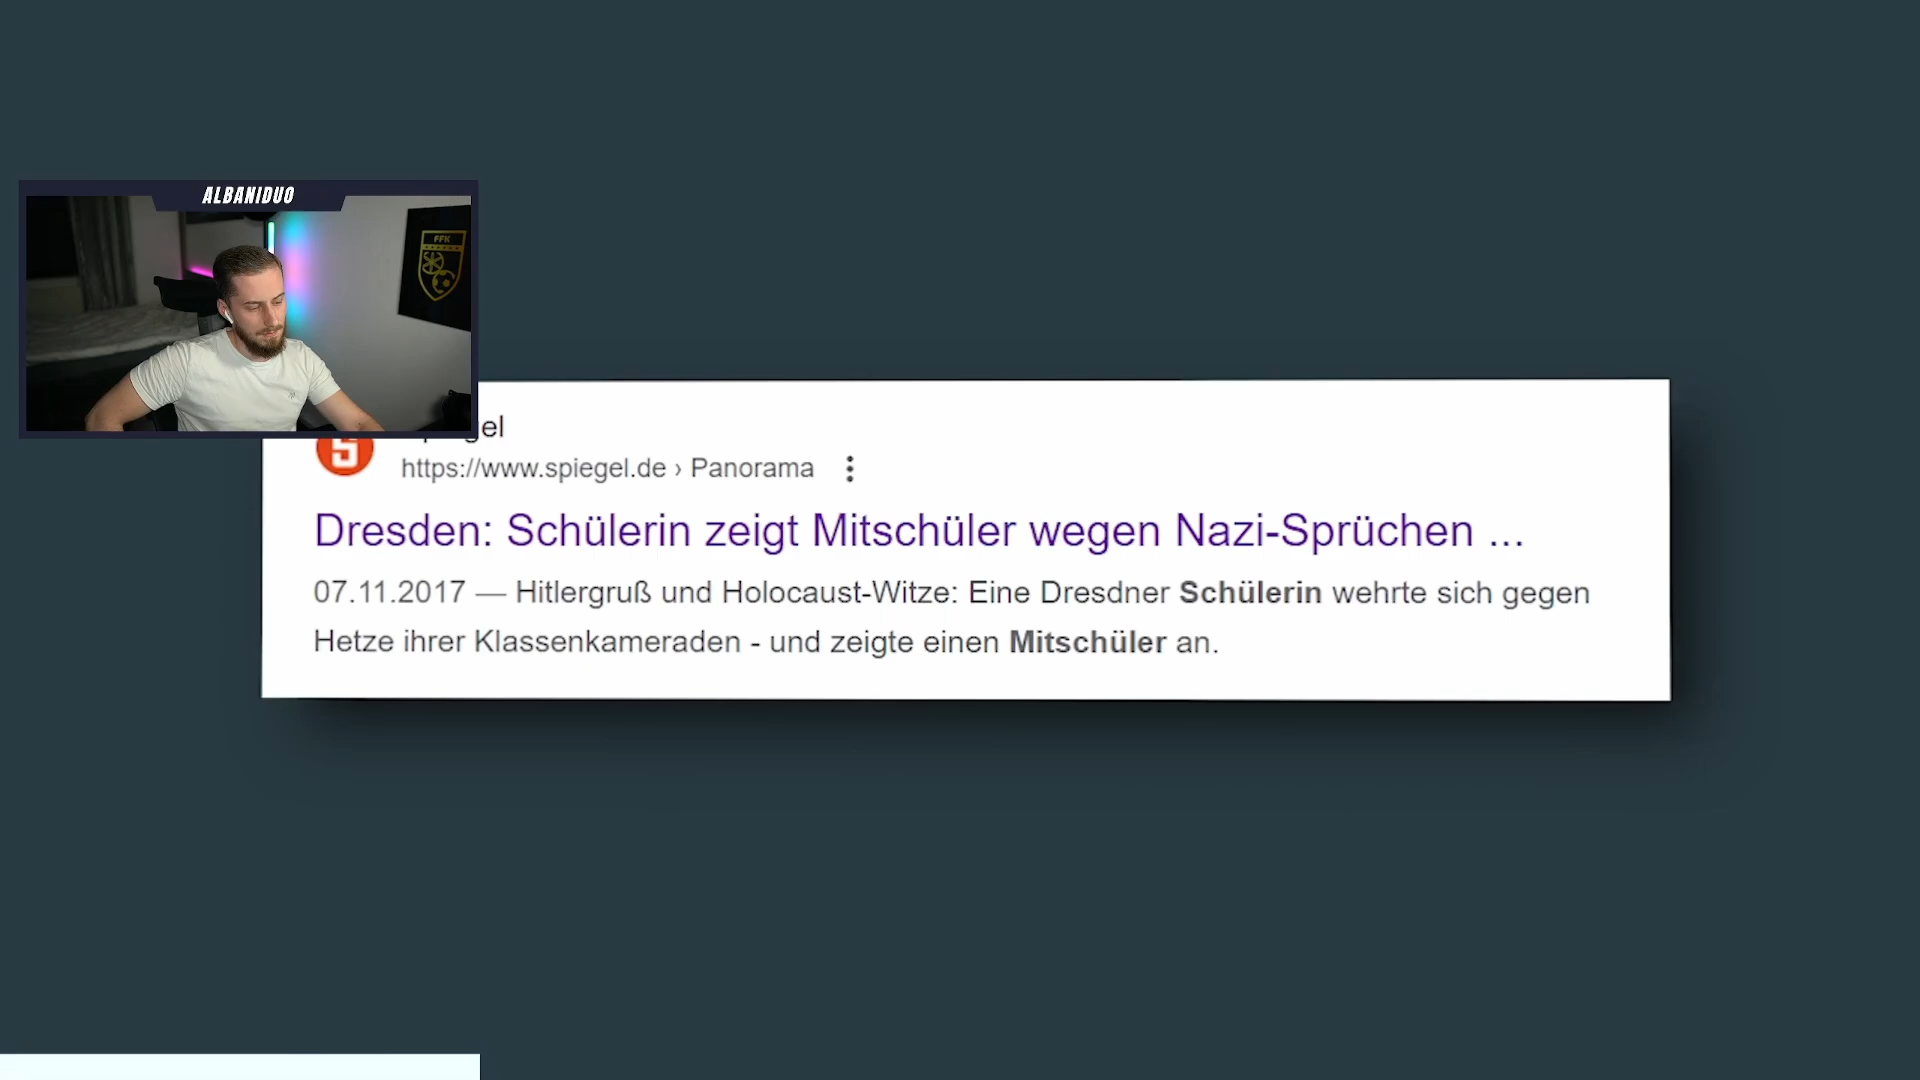 ALBANIDUO
FFK
https://www.spiegel.de › Panorama
Dresden: Schülerin zeigt Mitschüler wegen Nazi-Sprüchen ...
07.11.2017 — Hitlergruß und Holocaust-Witze: Eine Dresdner Schülerin wehrte sich gegen
Hetze ihrer Klassenkameraden - und zeigte einen Mitschüler an.